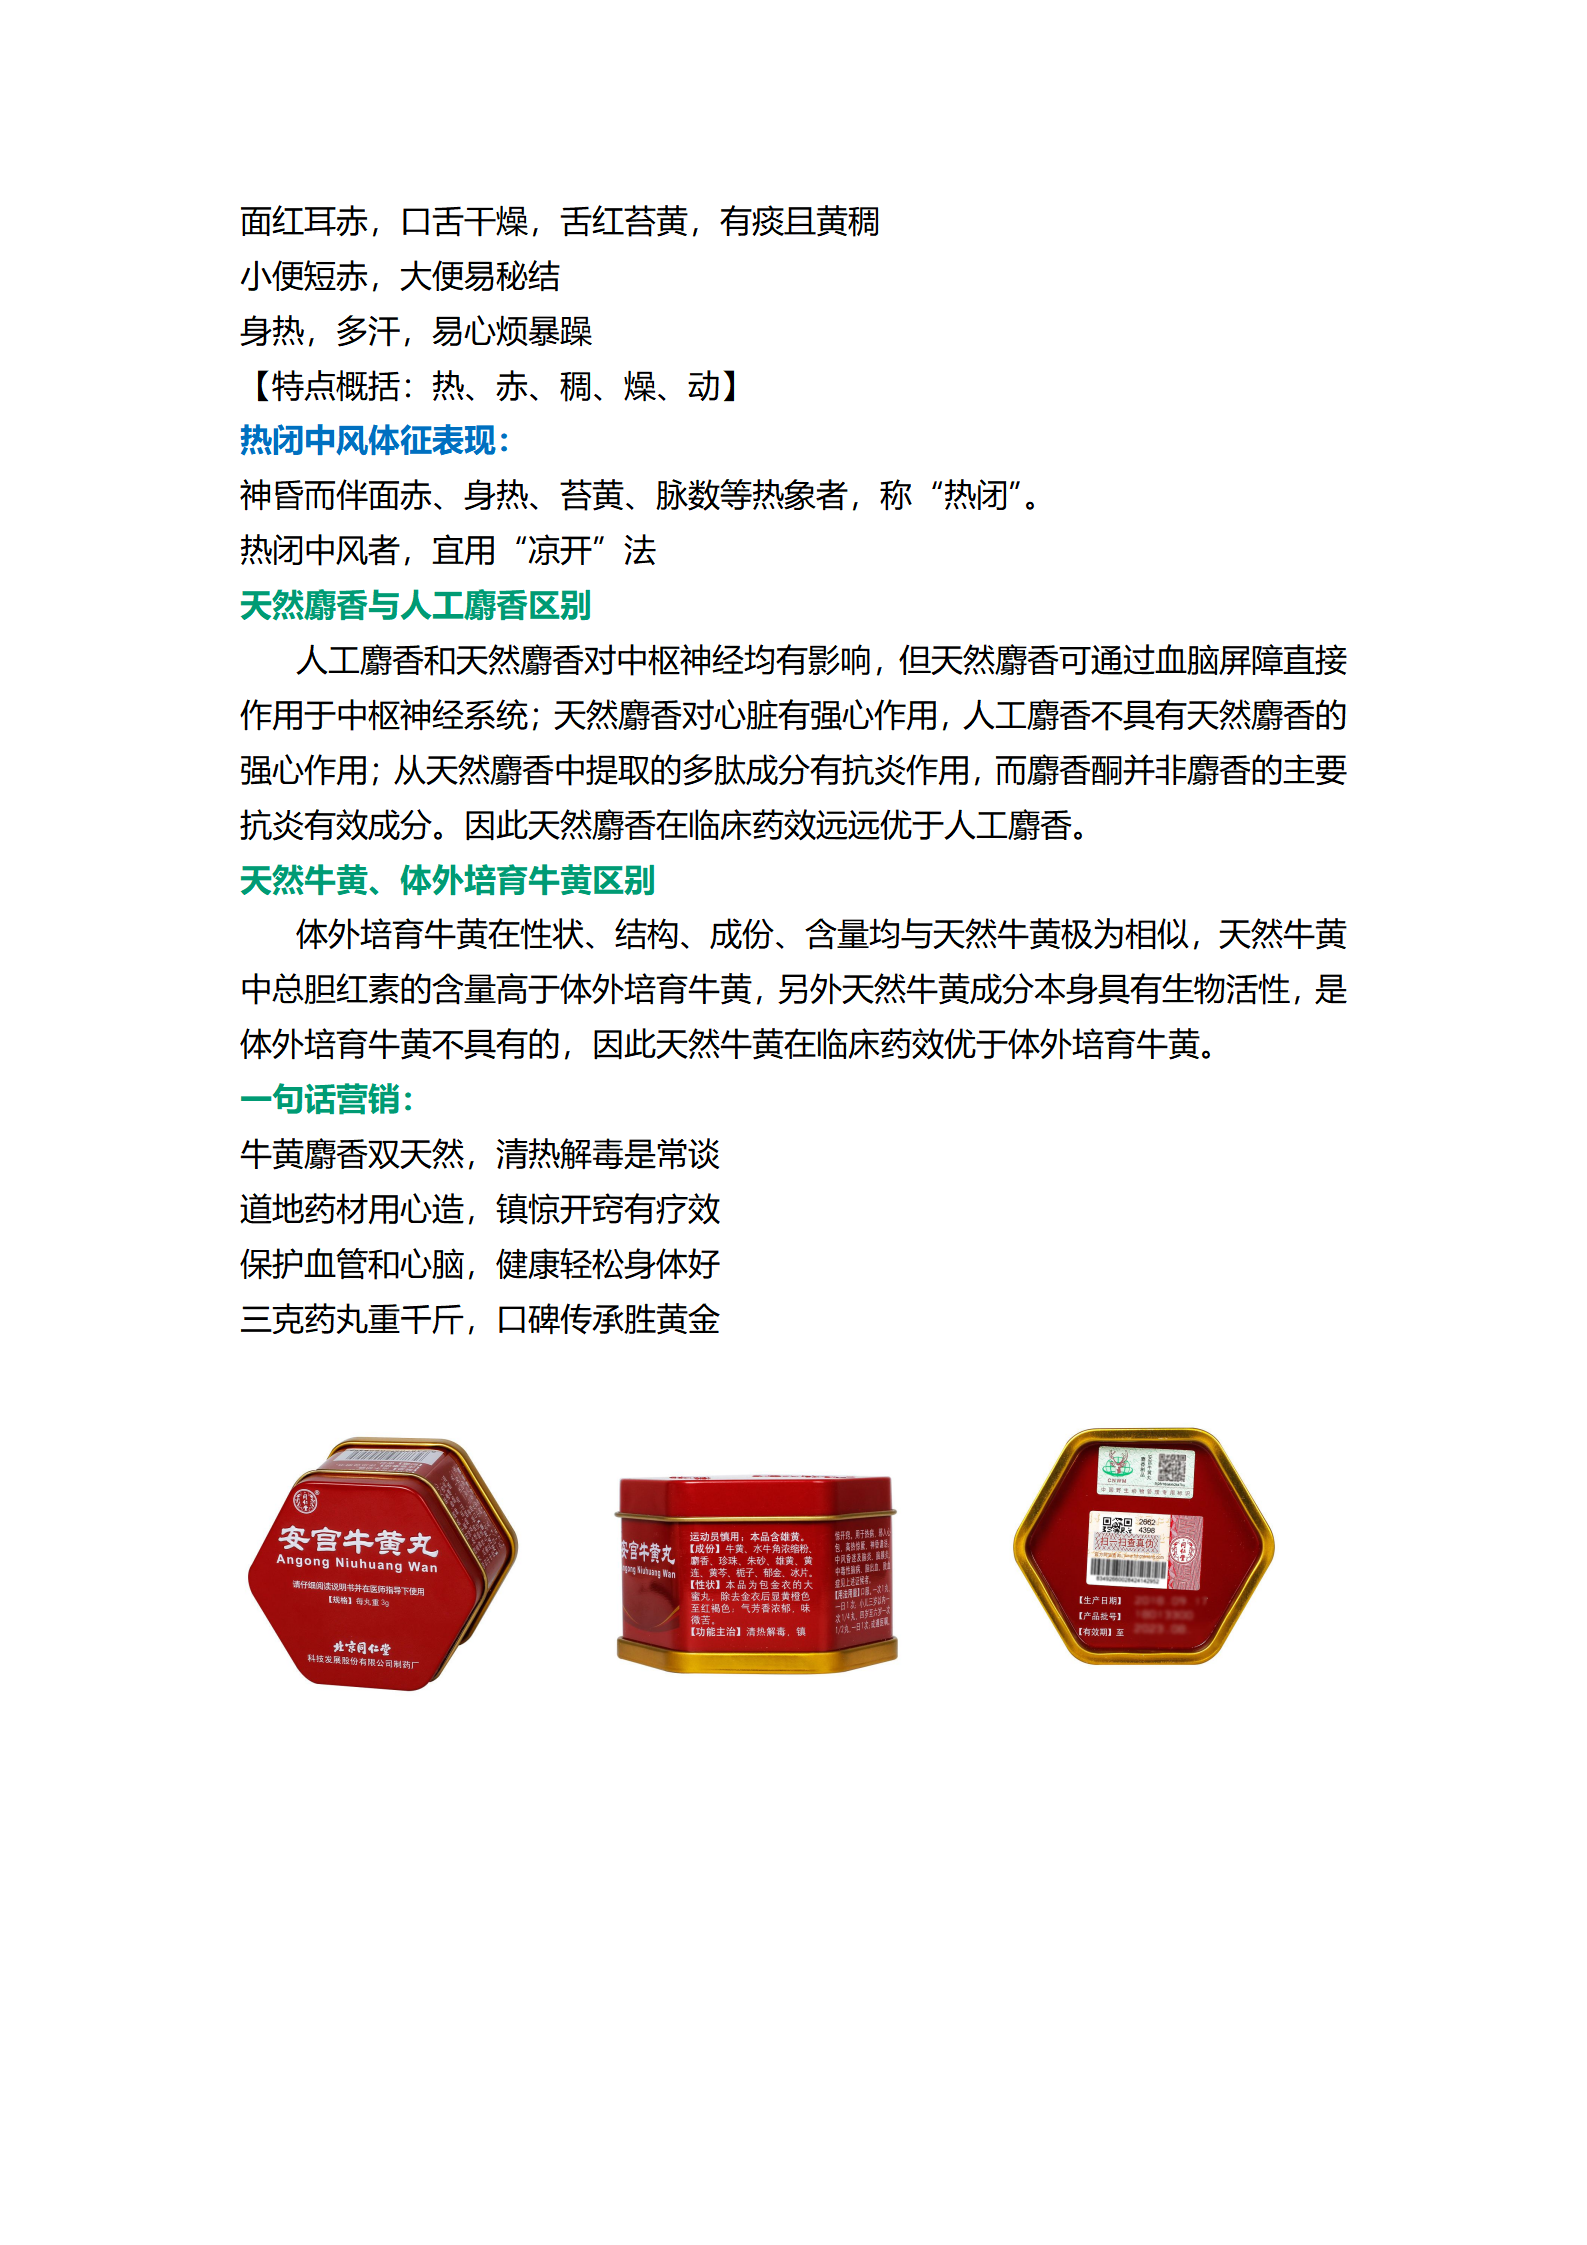 面红耳赤，口舌干燥，舌红苔黄，有痰且黄稠
小便短赤，大便易秘结
身热，多汗，易心烦暴躁
【特点概括：热、赤、稠、燥、动】
热闭中风体征表现：
神昏而伴面赤、身热、苔黄、脉数等热象者，称“热闭”。
热闭中风者，宜用“凉开”法
天然麝香与人工麝香区别
人工麝香和天然麝香对中枢神经均有影响，但天然麝香可通过血脑屏障直接
作用于中枢神经系统；天然麝香对心脏有强心作用，人工麝香不具有天然麝香的
强心作用；从天然麝香中提取的多肽成分有抗炎作用，而麝香酮并非麝香的主要
抗炎有效成分。因此天然麝香在临床药效远远优于人工麝香。
天然牛黄、体外培育牛黄区别
体外培育牛黄在性状、结构、成份、含量均与天然牛黄极为相似，天然牛黄
中总胆红素的含量高于体外培育牛黄，另外天然牛黄成分本身具有生物活性，是
体外培育牛黄不具有的，因此天然牛黄在临床药效优于体外培育牛黄。
一句话营销：
牛黄麝香双天然，清热解毒是常谈
道地药材用心造，镇惊开窍有疗效
保护血管和心脑，健康轻松身体好
三克药丸重千斤，口碑传承胜黄金
同仁堂
安宫牛黄丸
Angong Niuhuang Wan
请仔细阅读说明书并在医师指导下使用
【规格】每丸重3g
北京同仁堂
科技发展股份有限公司制药厂
安宫牛黄丸
ngong Niuhuang Wan
运动员慎用；本品含雄黄。
【成份】牛黄、水牛角浓缩粉、
麝香、珍珠、朱砂、雄黄、黄
连、黄芩、栀子、郁金、冰片。
【性状】本品为包金衣的大
蜜丸，除去金衣后显黄橙色
至红褐色；气芳香浓郁，味
微苦。
【功能主治】清热解毒，镇
CNWM
中国野生动物管理专用标识
2662
4398
扫一扫查真伪
【生产日期】
【产品批号】
【有效期】至